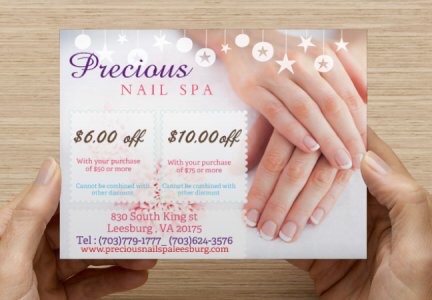 Precious
NAIL SPA
$6.00 off
With your purchase
of $50 or more
Cannot be combined with
other discount
$10.00 off
With your purchase
of $75 or more
Cannot be combined with
other discount
830 South King st
Leesburg , VA 20175
Tel : (703)779-1777_ (703)624-3576
www.preciousnailspaleesburg.com